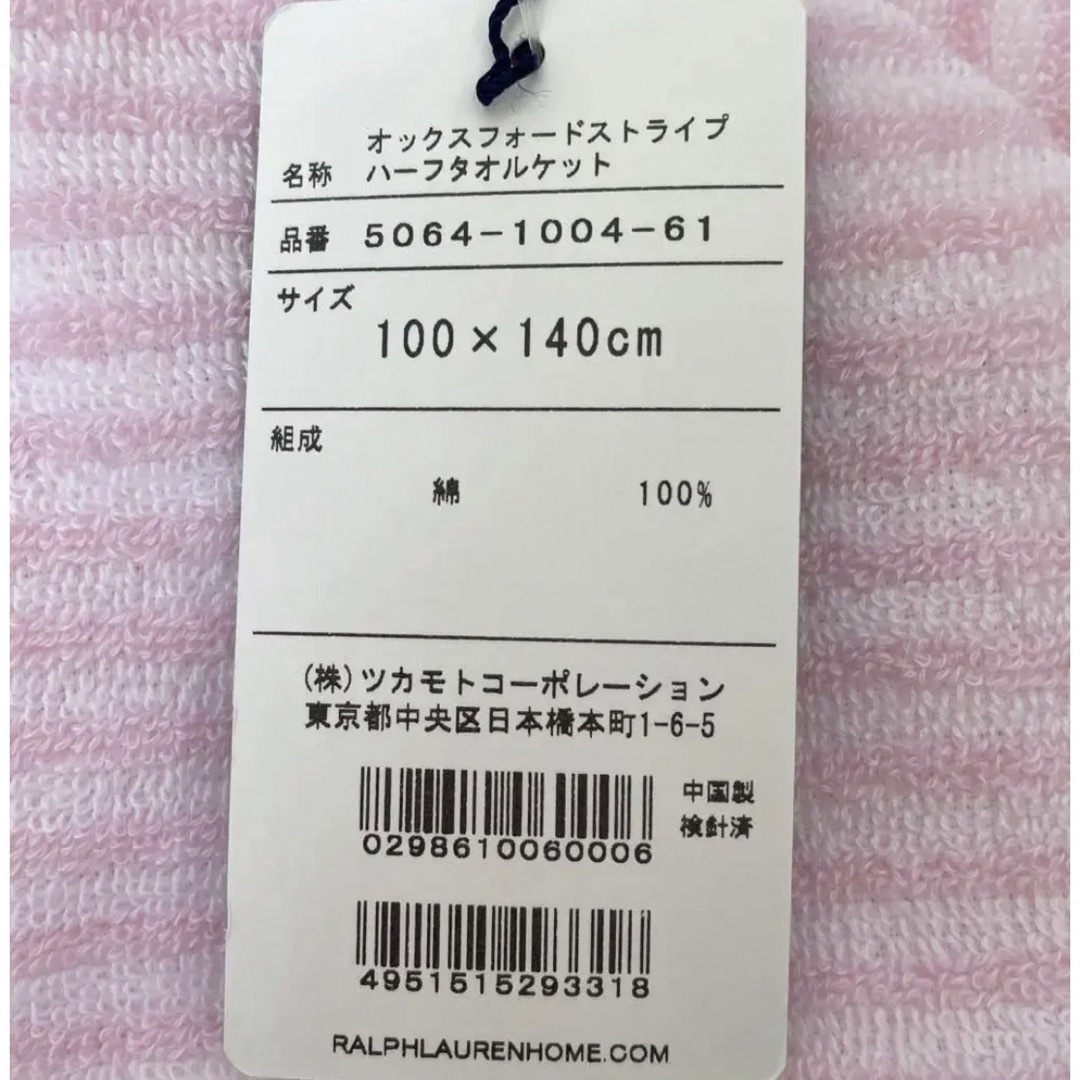 オックスフォードストライプ
名称 ハーフタオルケット
品番 5064-1004-61
サイズ
100×140cm
組成
綿 100%
(株)ツカモトコーポレーション
東京都中央区日本橋本町1-6-5
中国製
検針済
0298610060006
4951515293318
RALPHLAURENHOME.COM